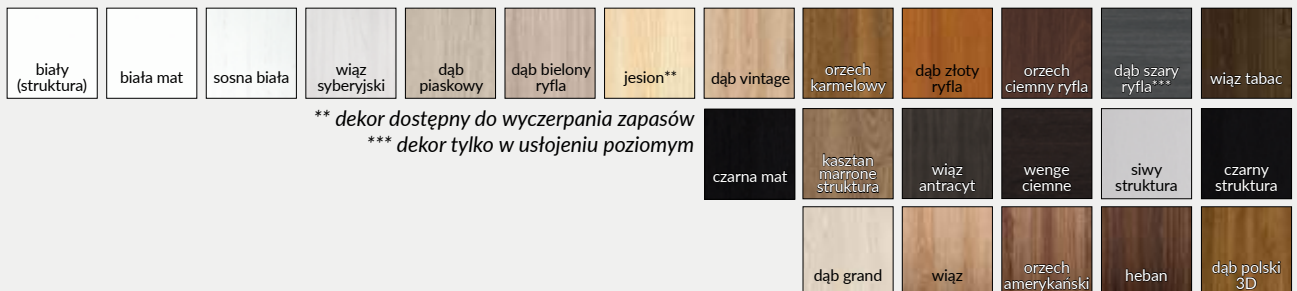 biały
(struktura)
biała mat
sosna biała
wiąz
syberyjski
dąb
piaskowy
dąb bielony
ryfla
jesion**
dąb vintage
orzech
karmelowy
dąb złoty
ryfla
orzech
ciemny ryfla
dąb szary
ryfla***
wiąz tabac
** dekor dostępny do wyczerpania zapasów
*** dekor tylko w usłojeniu poziomym
czarna mat
kasztan
marrone
struktura
wiąz
antracyt
wenge
ciemne
siwy
struktura
czarny
struktura
dąb grand
wiąz
orzech
amerykański
heban
dąb polski
3D